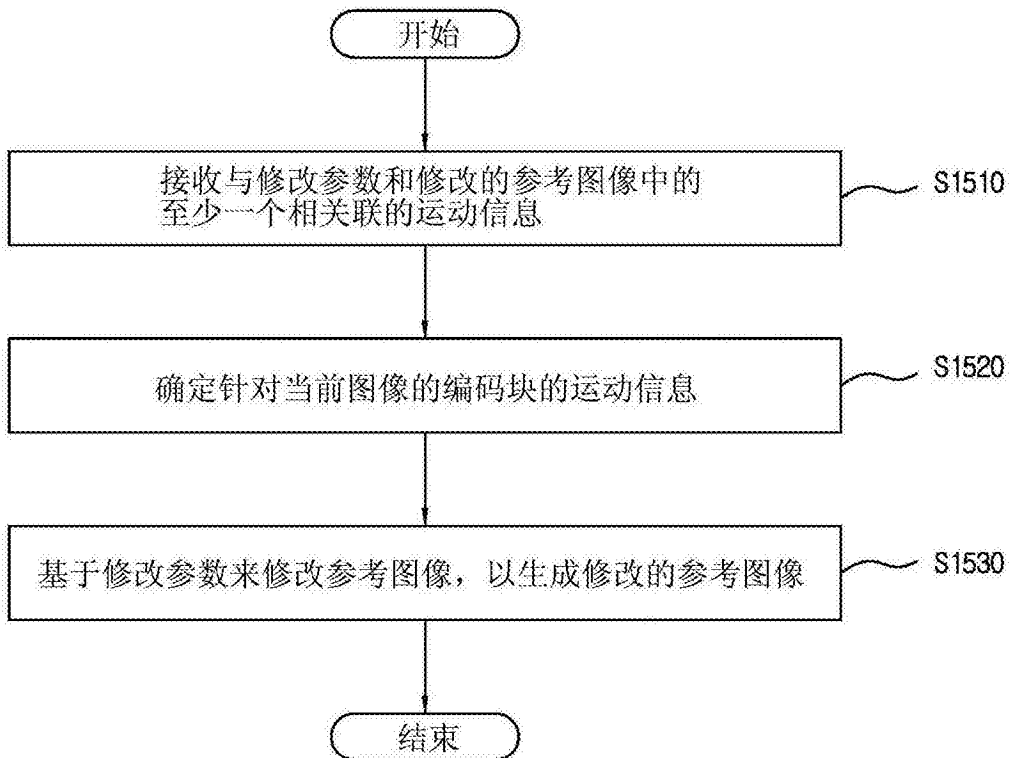 开始
接收与修改参数和修改的参考图像中的
至少一个相关联的运动信息
S1510
确定针对当前图像的编码块的运动信息
S1520
基于修改参数来修改参考图像，以生成修改的参考图像
S1530
结束